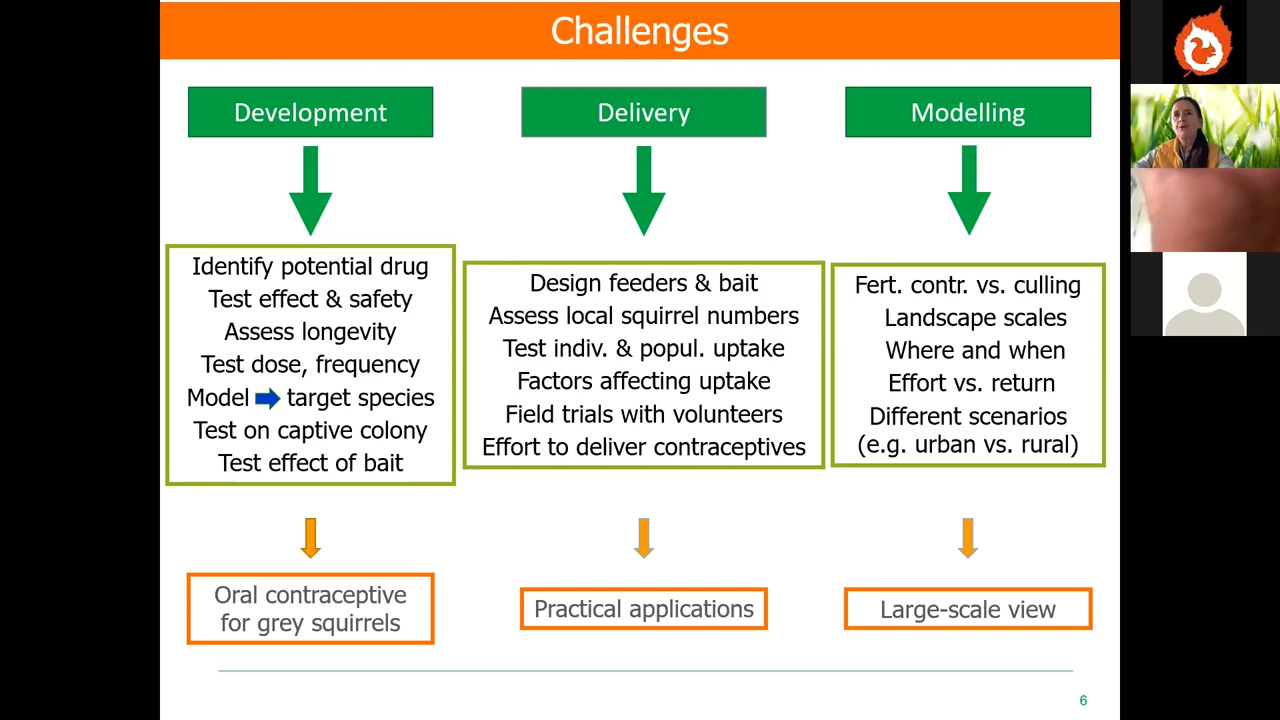 Challenges
Development
Identify potential drug
Test effect & safety
Assess longevity
Test dose, frequency
Model target species
Test on captive colony
Test effect of bait
Oral contraceptive
for grey squirrels
Delivery
Design feeders & bait
Assess local squirrel numbers
Test indiv. & popul. uptake
Factors affecting uptake
Field trials with volunteers
Effort to deliver contraceptives
Practical applications
Modelling
Fert. contr. vs. culling
Landscape scales
Where and when
Effort vs. return
Different scenarios
(e.g. urban vs. rural)
Large-scale view
6